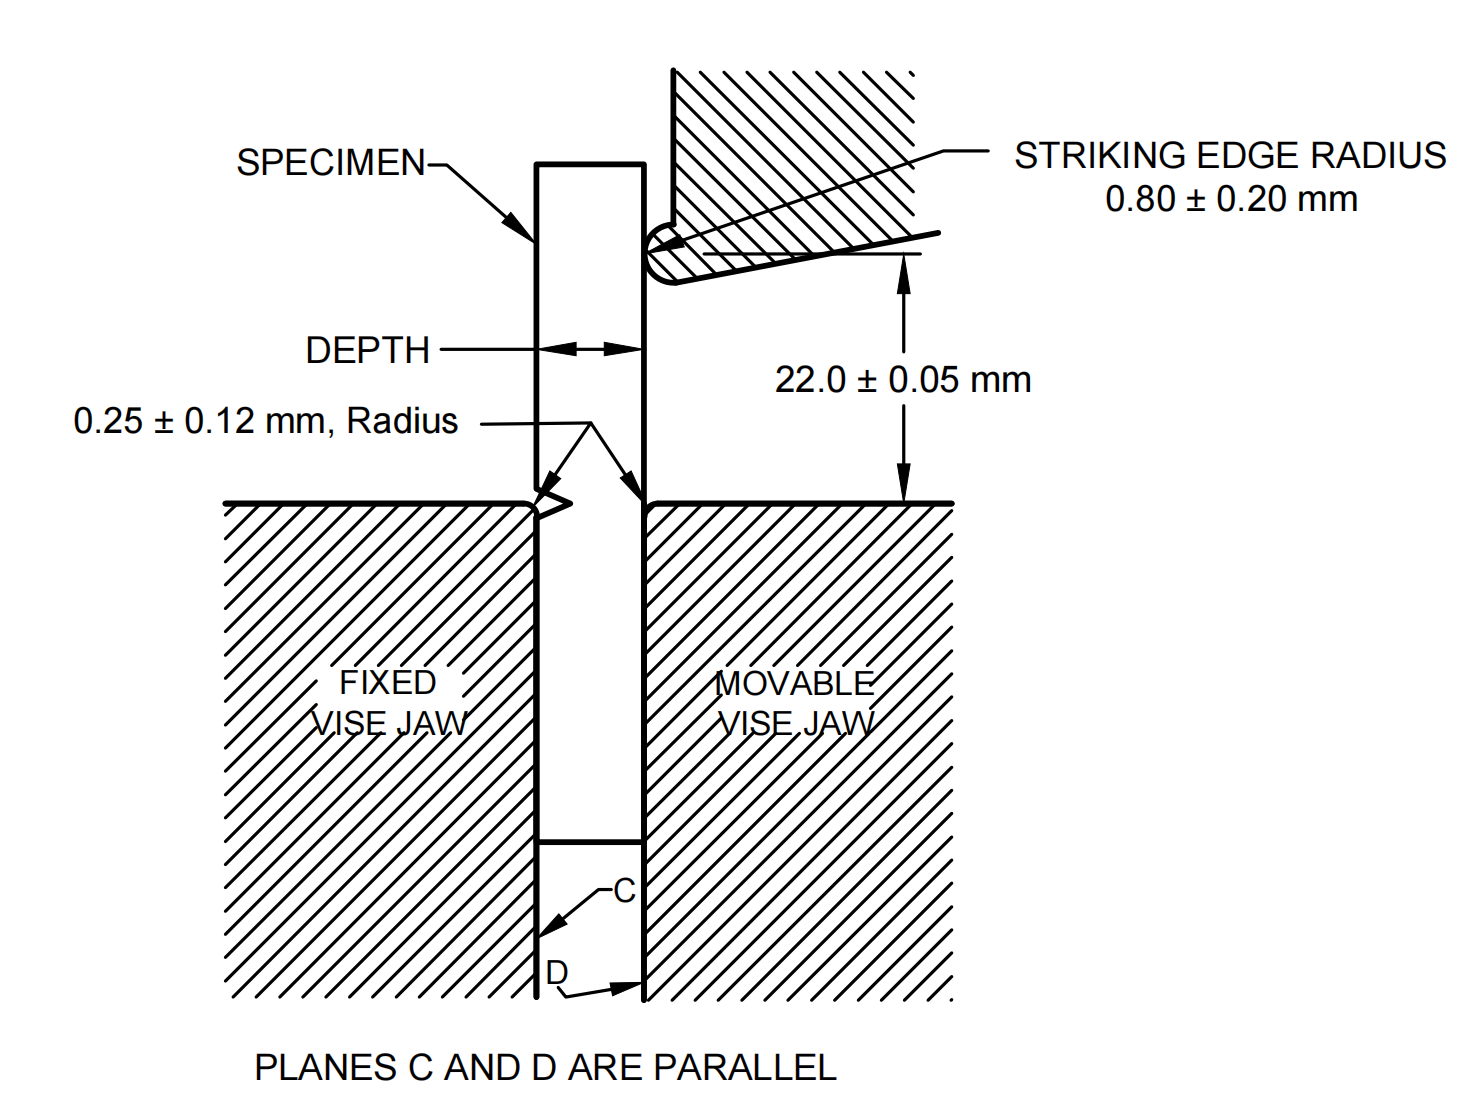 SPECIMEN
STRIKING EDGE RADIUS
0.80 ± 0.20 mm
DEPTH
22.0 ± 0.05 mm
0.25 ± 0.12 mm, Radius
FIXED
VISE JAW
MOVABLE
VISE JAW
C
D
PLANES C AND D ARE PARALLEL